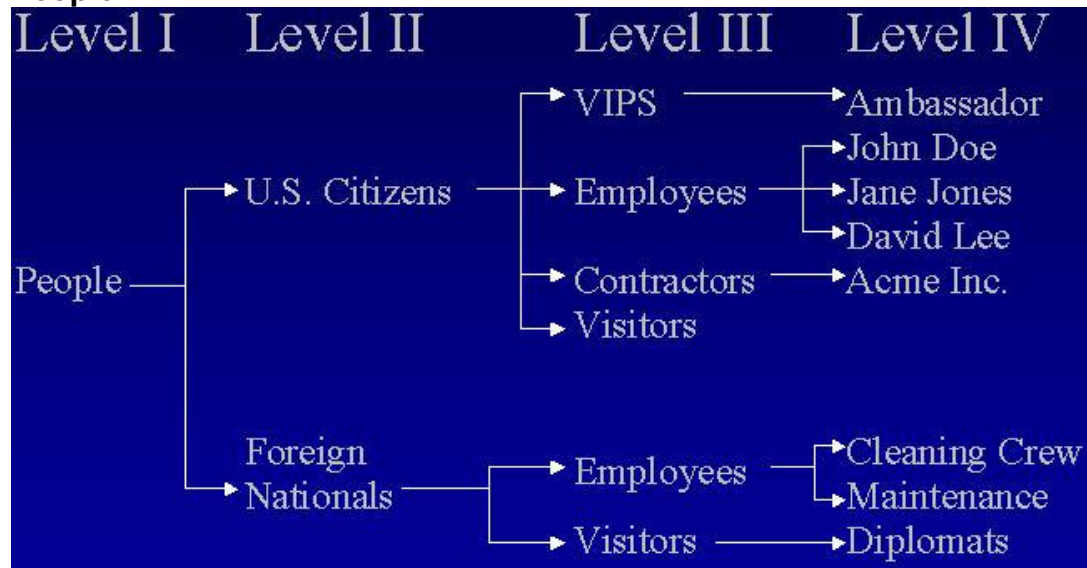 Level I Level II Level III Level IV
VIPS Ambassador
John Doe
U.S. Citizens Employees Jane Jones
David Lee
People Contractors Acme Inc.
Visitors
Foreign
Nationals
Employees
Cleaning Crew
Maintenance
Visitors Diplomats